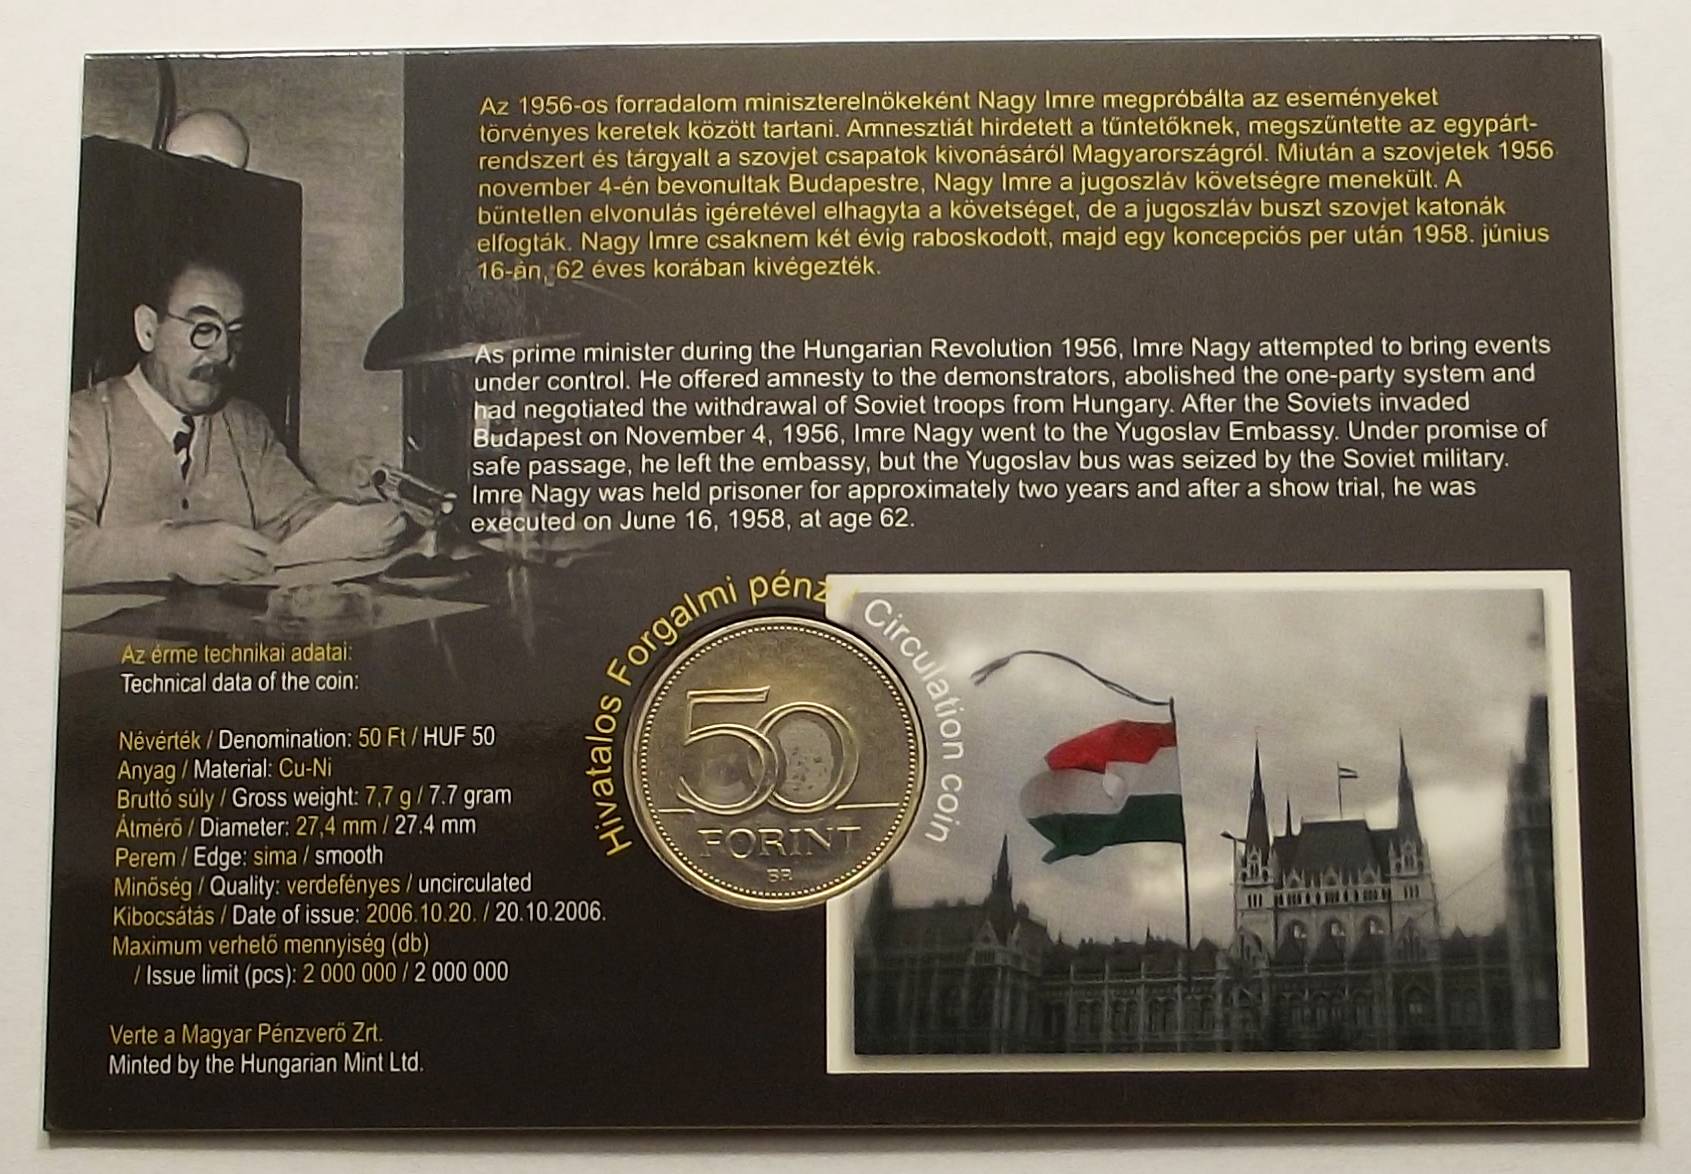 Az 1956-os forradalom miniszterelnökeként Nagy Imre megpróbálta az eseményeket
törvényes keretek között tartani. Amnesztiát hirdetett a tűntetőknek, megszűntette az egypárt-
rendszert és tárgyalt a szovjet csapatok kivonásáról Magyarországról. Miután a szovjetek 1956
november 4-én bevonultak Budapestre, Nagy Imre a jugoszláv követségre menekült. A
bűntetlen elvonulás igéretével elhagyta a követséget, de a jugoszláv buszt szovjet katonák
elfogták. Nagy Imre csaknem két évig raboskodott, majd egy koncepciós per után 1958. június
16-án, 62 éves korában kivégezték.
As prime minister during the Hungarian Revolution 1956, Imre Nagy attempted to bring events
under control. He offered amnesty to the demonstrators, abolished the one-party system and
had negotiated the withdrawal of Soviet troops from Hungary. After the Soviets invaded
Budapest on November 4, 1956, Imre Nagy went to the Yugoslav Embassy. Under promise of
safe passage, he left the embassy, but the Yugoslav bus was seized by the Soviet military.
Imre Nagy was held prisoner for approximately two years and after a show trial, he was
executed on June 16, 1958, at age 62.
Az érme technikai adatai:
Technical data of the coin:
Névérték / Denomination: 50 Ft / HUF 50
Anyag / Material: Cu-Ni
Bruttó súly / Gross weight: 7,7 g / 7.7 gram
Átmérő / Diameter: 27,4 mm / 27.4 mm
Perem / Edge: sima / smooth
Minőség / Quality: verdefényes / uncirculated
Kibocsátás / Date of issue: 2006.10.20. / 20.10.2006.
Maximum verhető mennyiség (db)
/ Issue limit (pcs): 2 000 000 / 2 000 000
Verte a Magyar Pénzverő Zrt.
Minted by the Hungarian Mint Ltd.
Hivatalos Forgalmi pénz / Circulation coin
50
FORINT
BP.